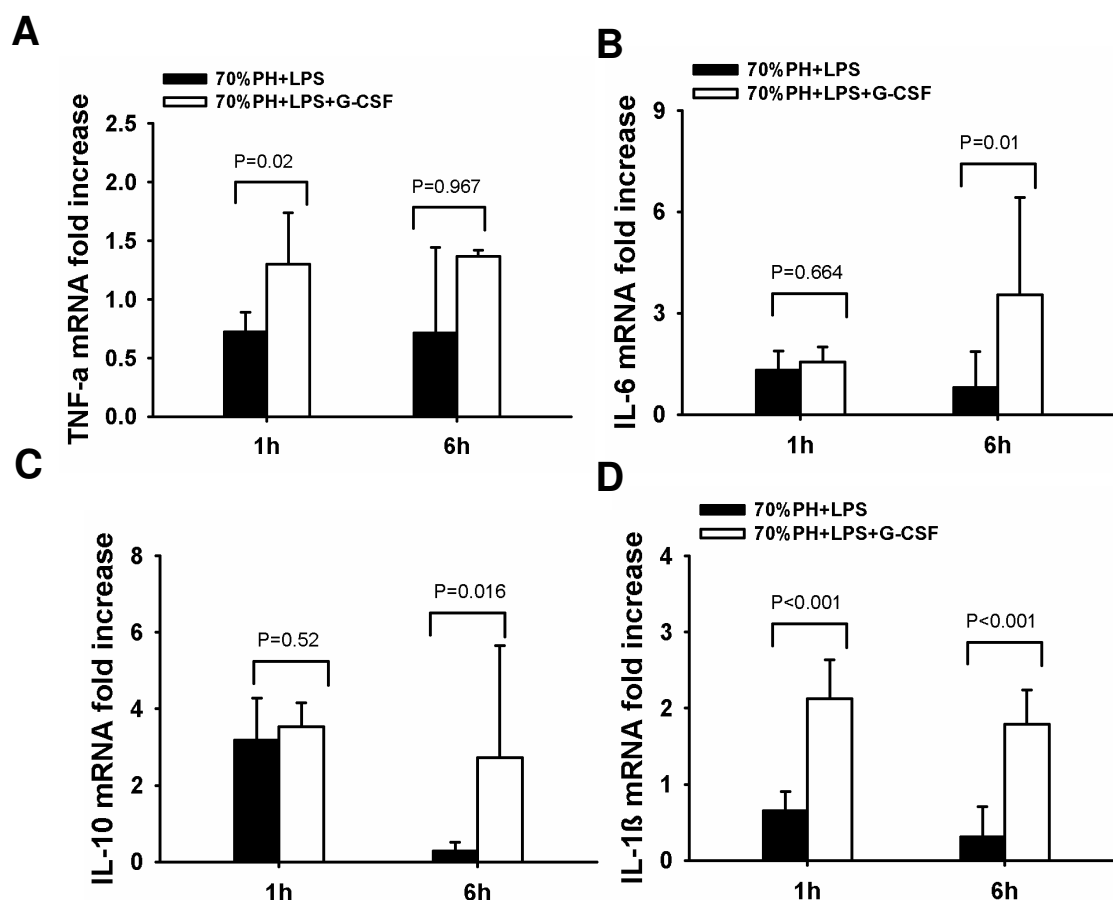 A
70%PH+LPS
70%PH+LPS+G-CSF
TNF-a mRNA fold increase
2.5
2.0
1.5
1.0
0.5
0.0
P=0.02
P=0.967
1h
6h
B
70%PH+LPS
70%PH+LPS+G-CSF
IL-6 mRNA fold increase
9
6
3
0
P=0.664
P=0.01
1h
6h
C
IL-10 mRNA fold increase
8
6
4
2
0
P=0.52
P=0.016
1h
6h
D
70%PH+LPS
70%PH+LPS+G-CSF
IL-1ß mRNA fold increase
4
3
2
1
0
P<0.001
P<0.001
1h
6h